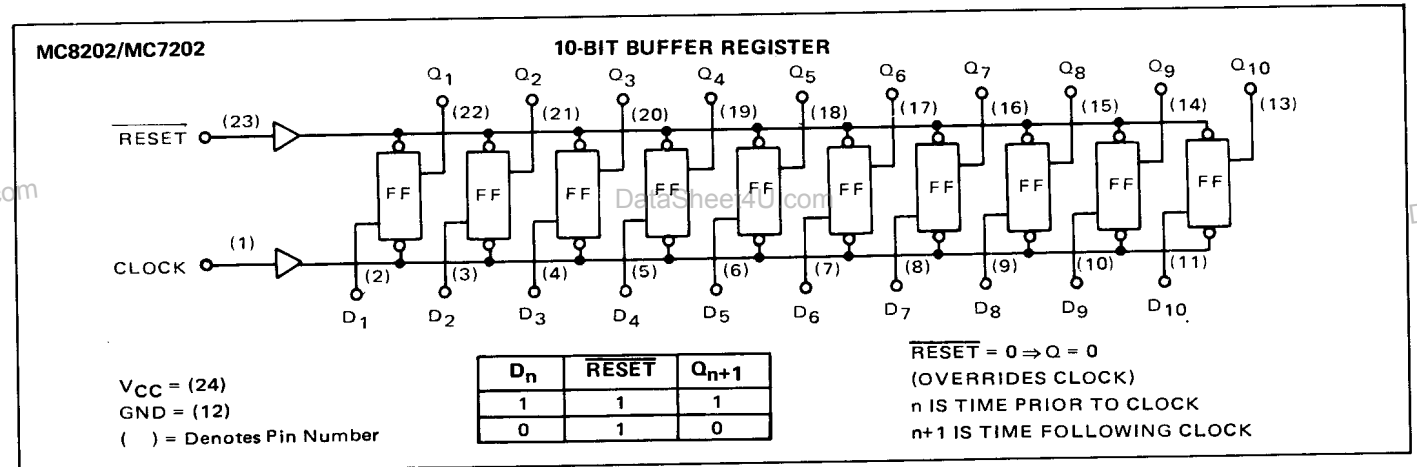 MC8202/MC7202
10-BIT BUFFER REGISTER
Q1 Q2 Q3 Q4 Q5 Q6 Q7 Q8 Q9 Q10
(22) (21) (20) (19) (18) (17) (16) (15) (14) (13)
RESET (23)
FF FF FF FF FF FF FF FF FF FF
.com
DataSheet4U.com
D
CLOCK (1)
(2) (3) (4) (5) (6) (7) (8) (9) (10) (11)
D1 D2 D3 D4 D5 D6 D7 D8 D9 D10
VCC = (24)
GND = (12)
( ) = Denotes Pin Number
Dn RESET Qn+1
1 1 1
0 1 0
RESET = 0 ⇒ Q = 0
(OVERRIDES CLOCK)
n IS TIME PRIOR TO CLOCK
n+1 IS TIME FOLLOWING CLOCK